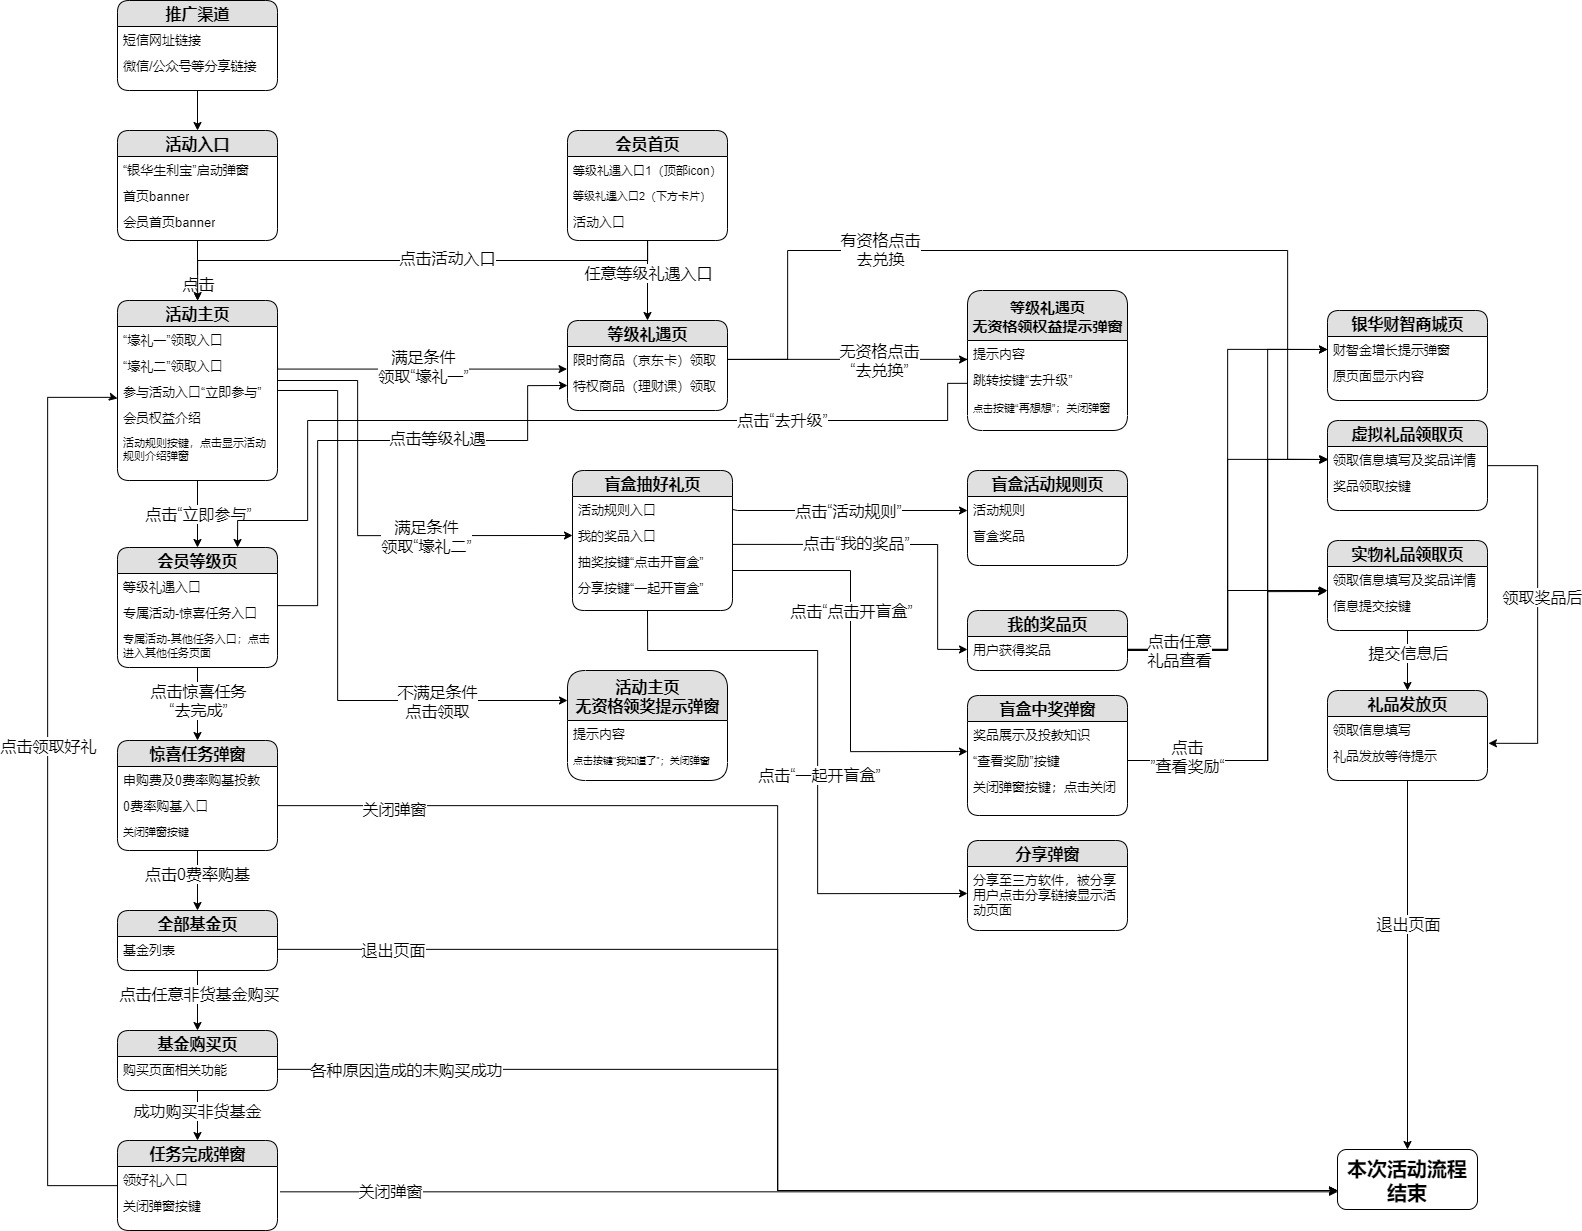 推广渠道
短信网址链接
微信/公众号等分享链接
活动入口
“银华生利宝”启动弹窗
首页banner
会员首页banner
会员首页
等级礼遇入口1（顶部icon）
等级礼遇入口2（下方卡片）
活动入口
点击活动入口
点击
任意等级礼遇入口
有资格点击
去兑换
活动主页
“壕礼一”领取入口
“壕礼二”领取入口
参与活动入口“立即参与”
会员权益介绍
活动规则按键，点击显示活动
规则介绍弹窗
满足条件
领取“壕礼一”
等级礼遇页
限时商品（京东卡）领取
特权商品（理财课）领取
无资格点击
“去兑换”
等级礼遇页
无资格领权益提示弹窗
提示内容
跳转按键“去升级”
点击按键“再想想”；关闭弹窗
银华财智商城页
财智金增长提示弹窗
原页面显示内容
点击“去升级”
点击等级礼遇
虚拟礼品领取页
领取信息填写及奖品详情
奖品领取按键
点击“立即参与”
满足条件
领取“壕礼二”
盲盒抽好礼页
活动规则入口
我的奖品入口
抽奖按键“点击开盲盒”
分享按键“一起开盲盒”
点击“活动规则”
点击“我的奖品”
点击“点击开盲盒”
盲盒活动规则页
活动规则
盲盒奖品
实物礼品领取页
领取信息填写及奖品详情
信息提交按键
领取奖品后
会员等级页
等级礼遇入口
专属活动-惊喜任务入口
专属活动-其他任务入口；点击
进入其他任务页面
我的奖品页
用户获得奖品
点击任意
礼品查看
提交信息后
点击惊喜任务
“去完成”
不满足条件
点击领取
活动主页
无资格领奖提示弹窗
提示内容
点击按键“我知道了”；关闭弹窗
盲盒中奖弹窗
奖品展示及投教知识
“查看奖励”按键
关闭弹窗按键；点击关闭
点击
”查看奖励“
礼品发放页
领取信息填写
礼品发放等待提示
点击领取好礼
惊喜任务弹窗
申购费及0费率购基投教
0费率购基入口
关闭弹窗按键
关闭弹窗
点击“一起开盲盒”
点击0费率购基
分享弹窗
分享至三方软件，被分享
用户点击分享链接显示活
动页面
全部基金页
基金列表
退出页面
退出页面
点击任意非货基金购买
基金购买页
购买页面相关功能
各种原因造成的未购买成功
成功购买非货基金
任务完成弹窗
领好礼入口
关闭弹窗按键
关闭弹窗
本次活动流程
结束